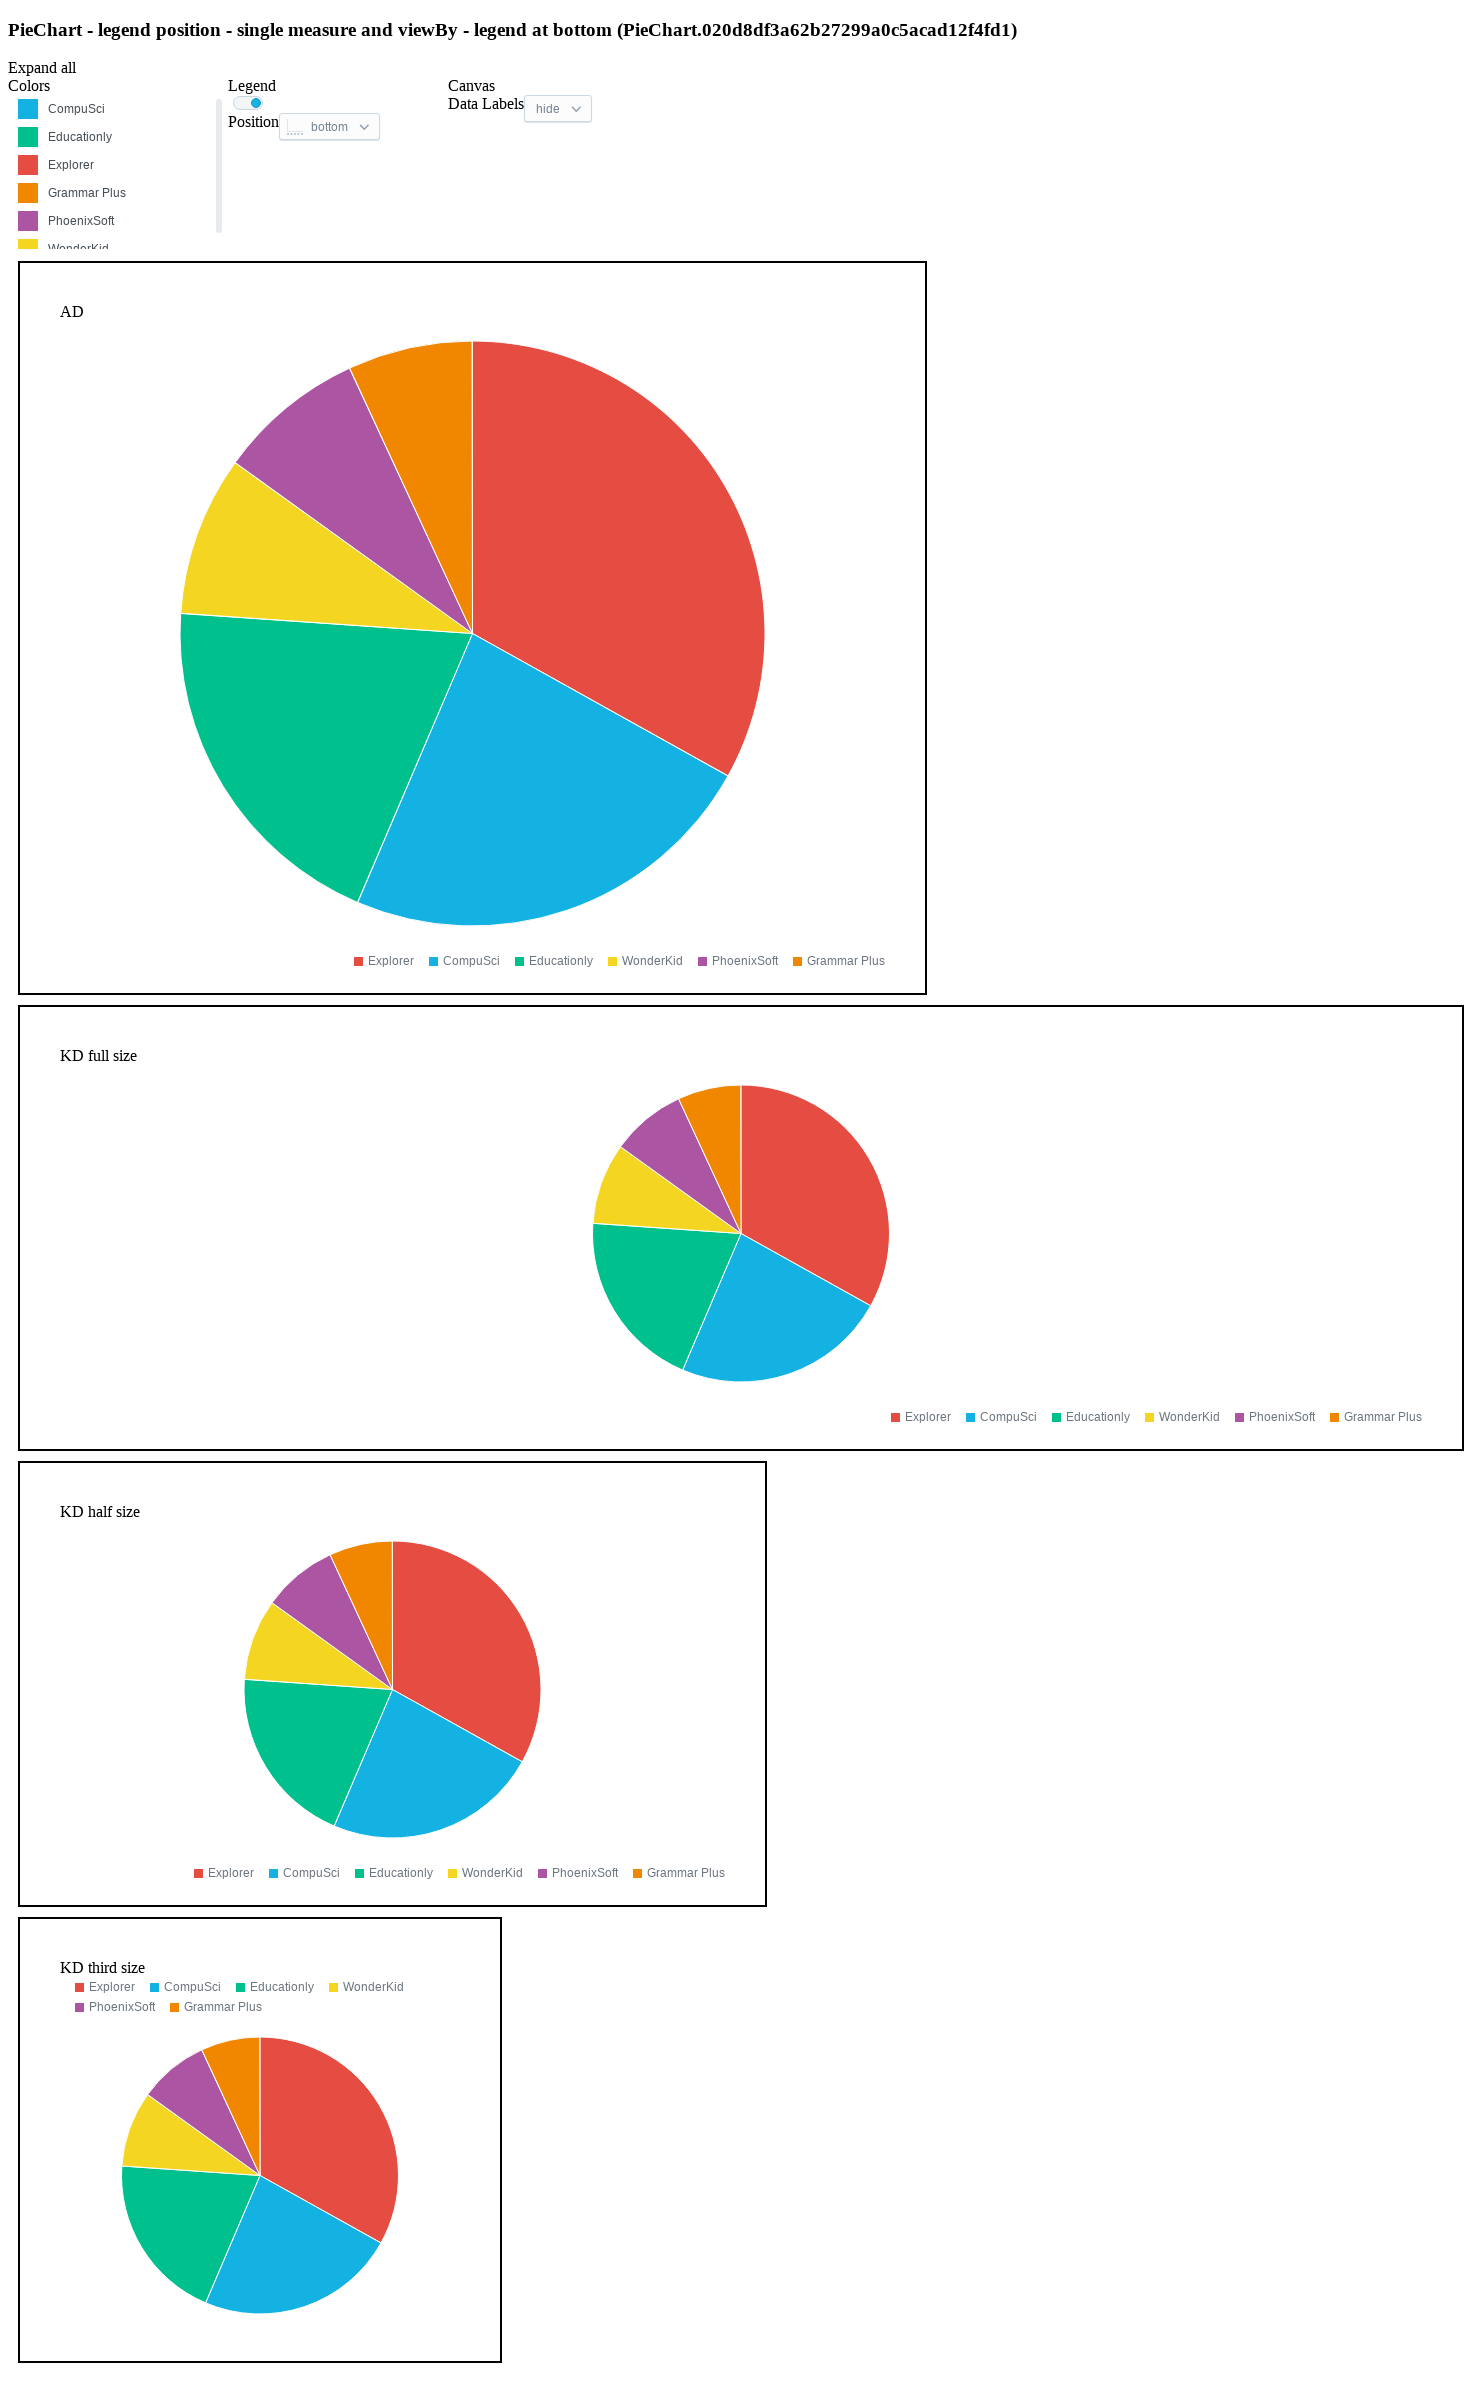 PieChart - legend position - single measure and viewBy - legend at bottom (PieChart.020d8df3a62b27299a0c5acad12f4fd1)
Expand all
Colors
CompuSci
Educationly
Explorer
Grammar Plus
PhoenixSoft
WonderKid
Legend
Position bottom
Canvas
Data Labels hide
AD
Explorer CompuSci Educationly WonderKid PhoenixSoft Grammar Plus
KD full size
Explorer CompuSci Educationly WonderKid PhoenixSoft Grammar Plus
KD half size
Explorer CompuSci Educationly WonderKid PhoenixSoft Grammar Plus
KD third size
Explorer CompuSci Educationly WonderKid
PhoenixSoft Grammar Plus